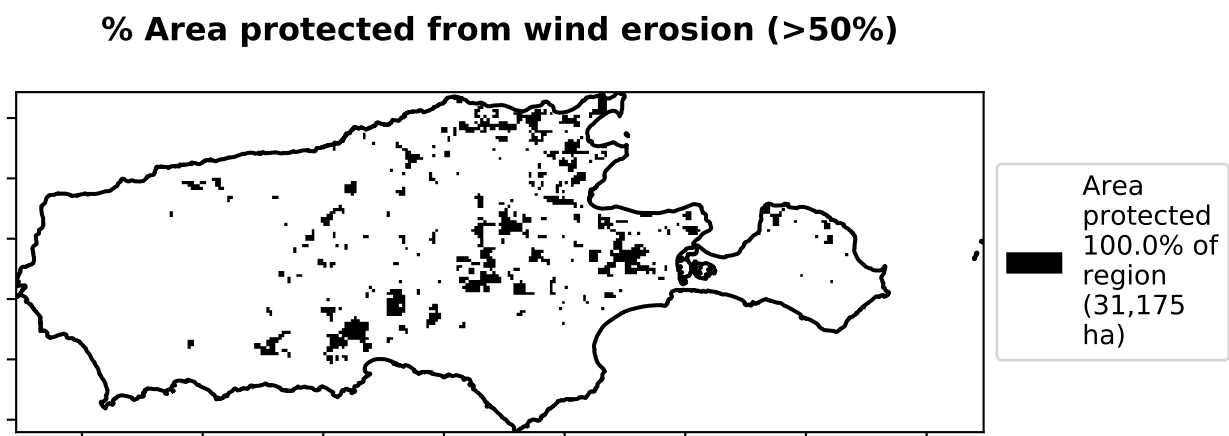 % Area protected from wind erosion (>50%)
Area
protected
100.0% of
region
(31,175
ha)